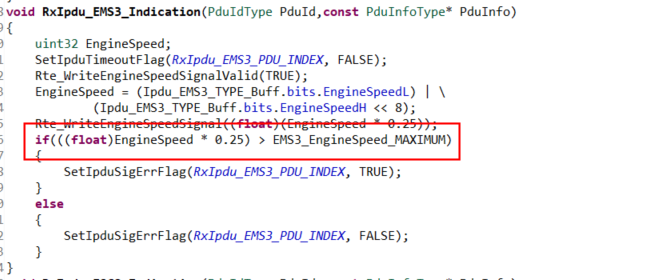 void RxIpdu_EMS3_Indication(PduIdType PduId,const PduInfoType* PduInfo)
{
uint32 EngineSpeed;
SetIpduTimeoutFlag(RxIpdu_EMS3_PDU_INDEX, FALSE);
Rte_WriteEngineSpeedSignalValid(TRUE);
EngineSpeed = (Ipdu_EMS3_TYPE_Buff.bits.EngineSpeedL) | \
(Ipdu_EMS3_TYPE_Buff.bits.EngineSpeedH << 8);
Rte_WriteEngineSpeedSignal((float)(EngineSpeed * 0.25));
if(((float)EngineSpeed * 0.25) > EMS3_EngineSpeed_MAXIMUM)
{
SetIpduSigErrFlag(RxIpdu_EMS3_PDU_INDEX, TRUE);
}
else
{
SetIpduSigErrFlag(RxIpdu_EMS3_PDU_INDEX, FALSE);
}
}